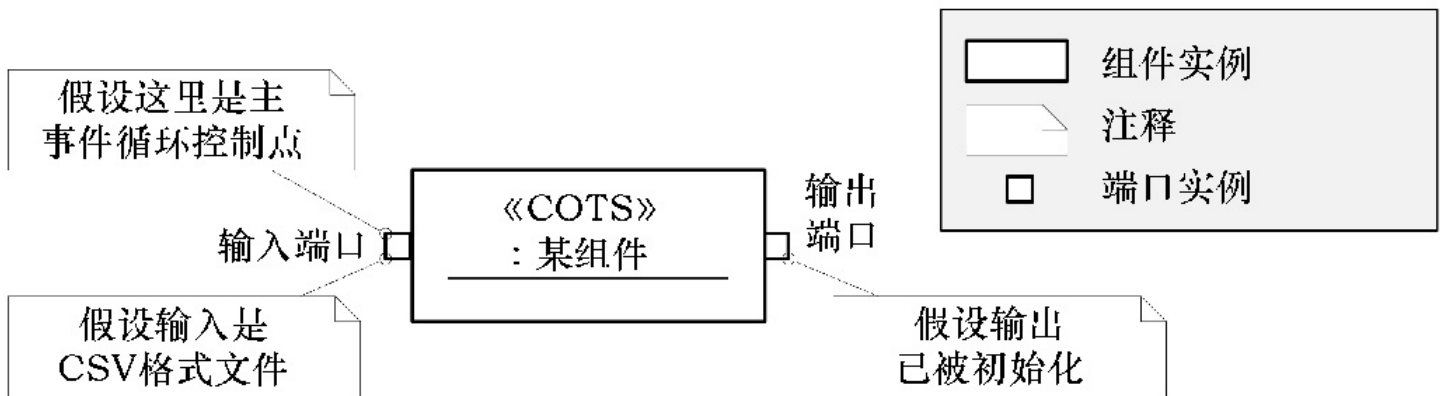 假设这里是主
事件循环控制点
输入端口
假设输入是
CSV格式文件
《COTS》
：某组件
输出
端口
假设输出
已被初始化
组件实例
注释
端口实例